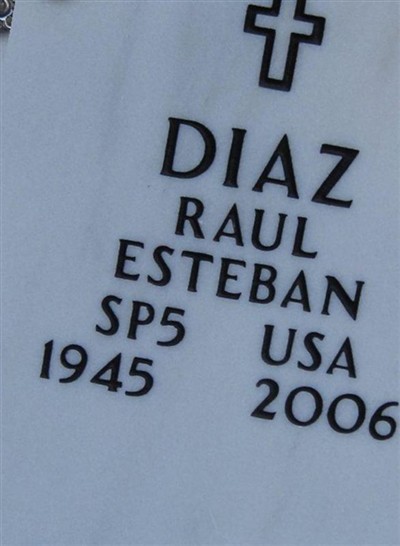 DIAZ
RAUL
ESTEBAN
SP5 USA
1945 2006